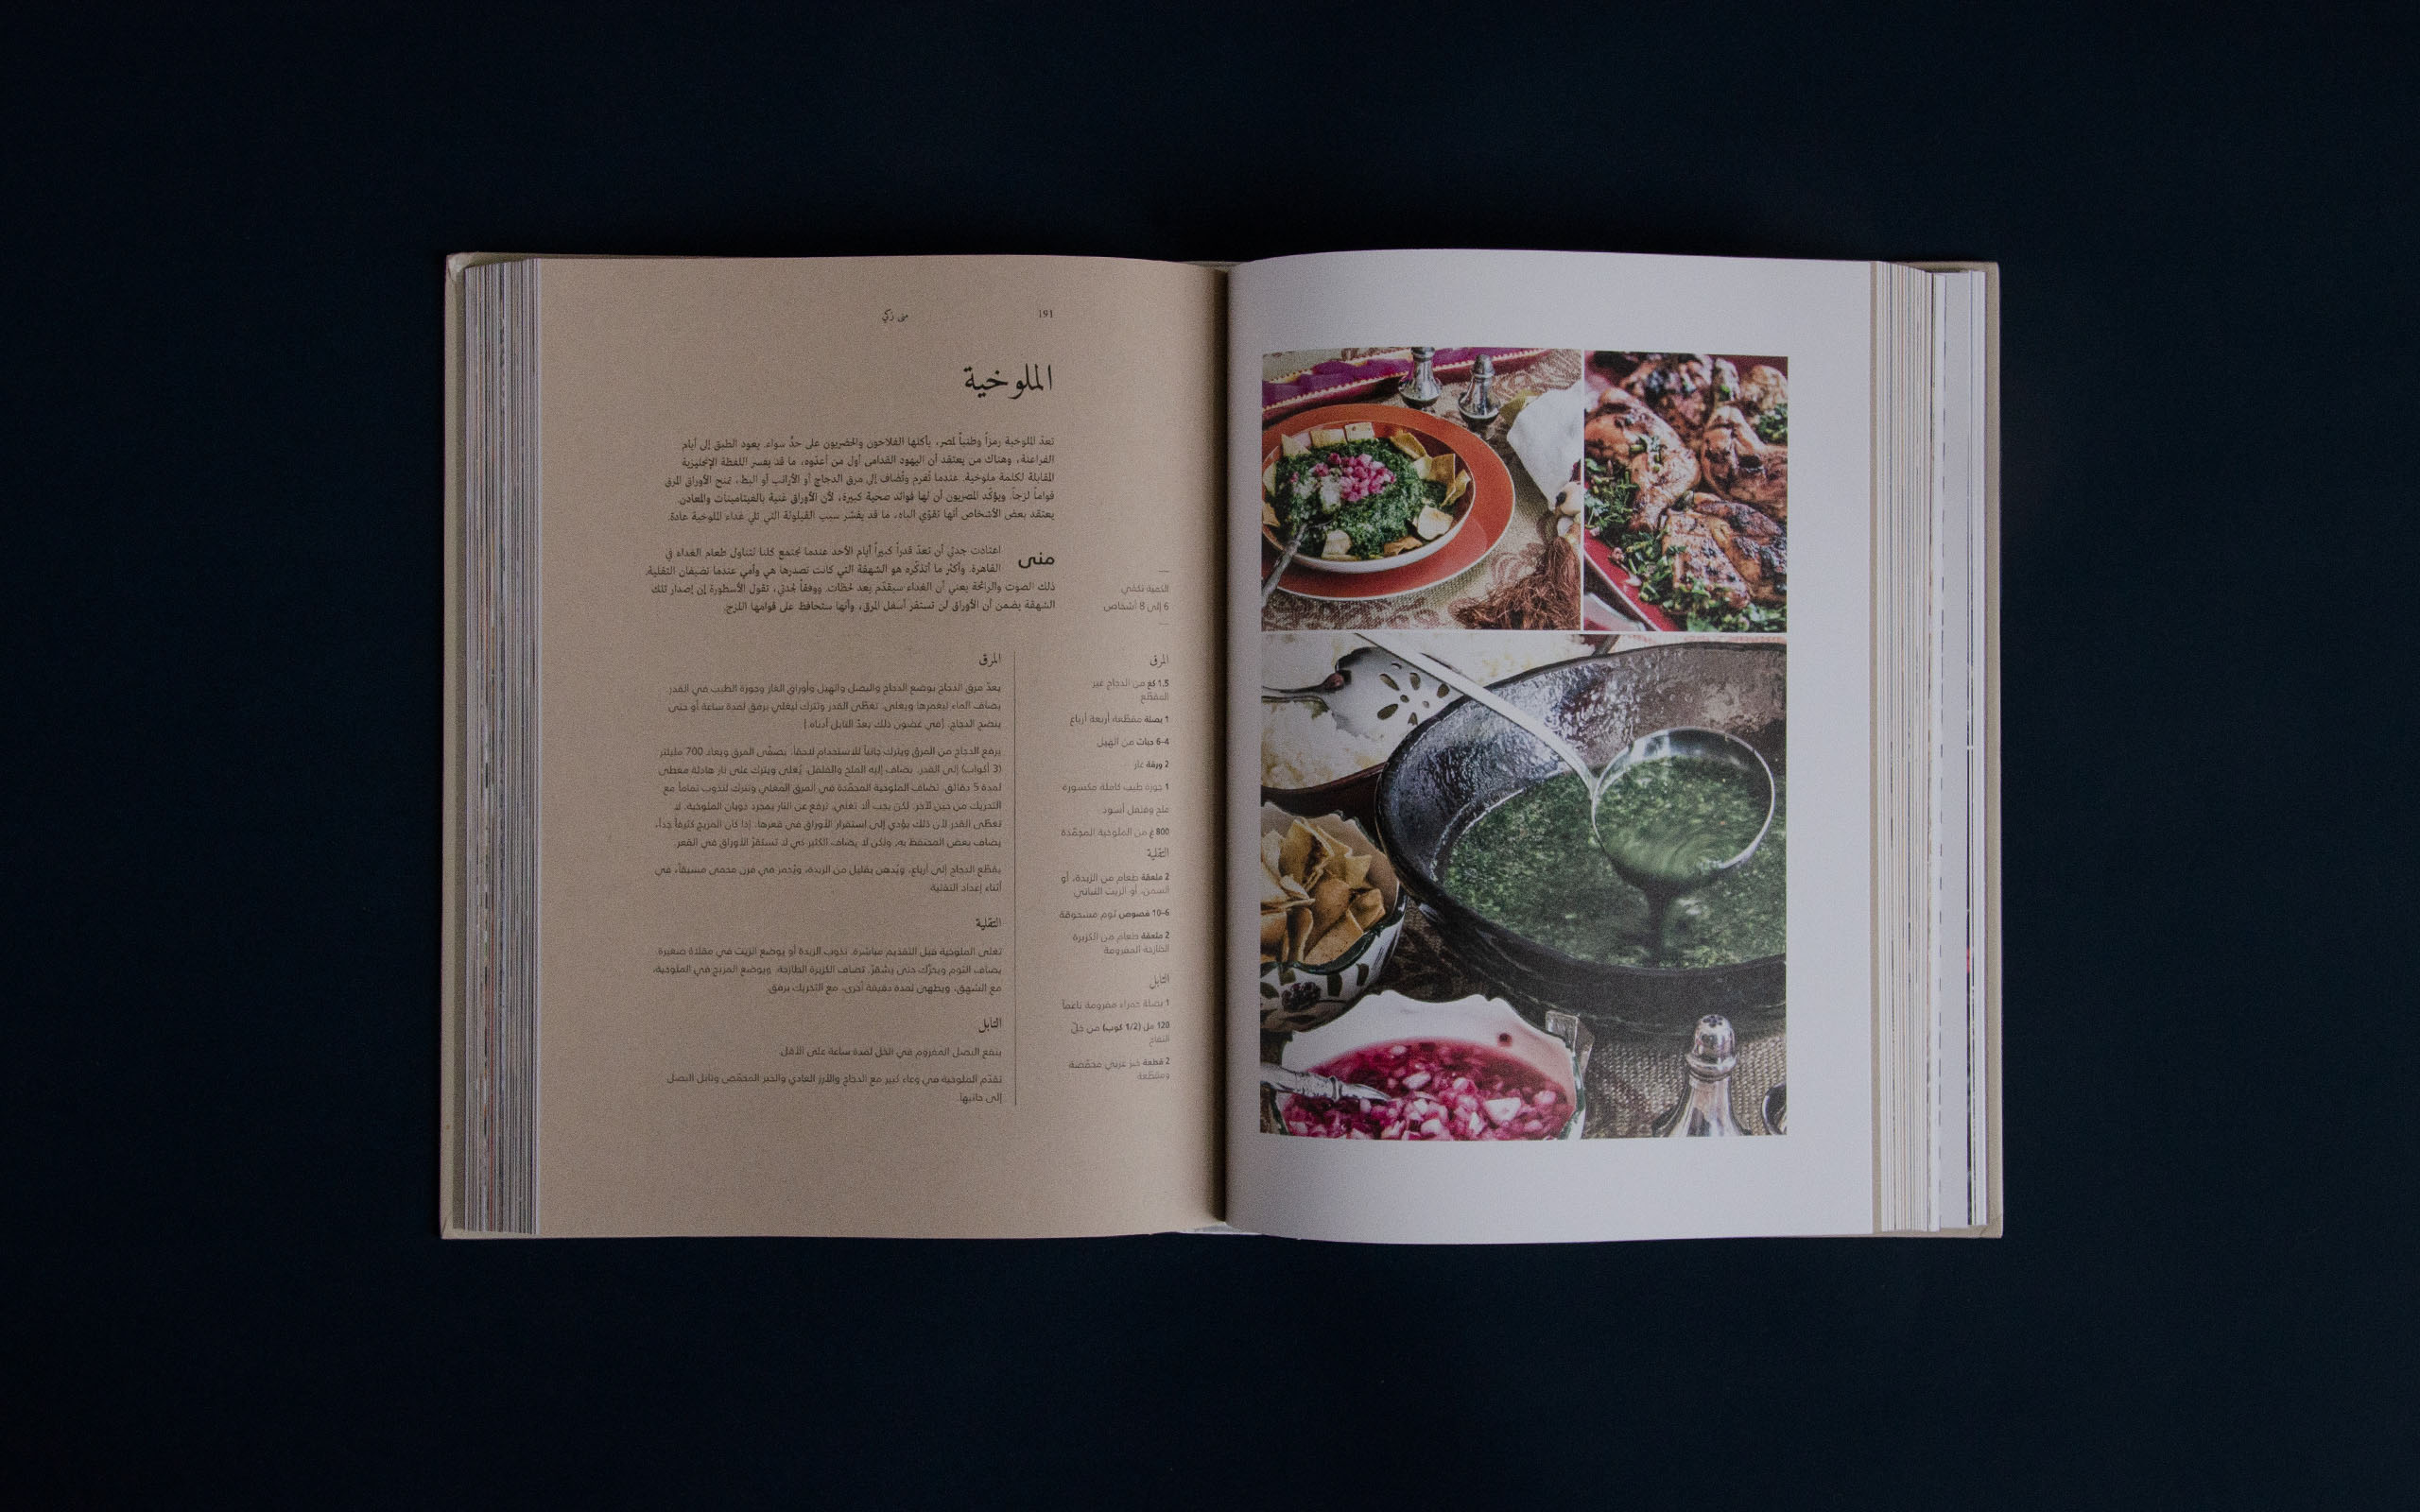 191
منى زكي
الملوخية
تعدّ الملوخية رمزاً وطنياً لمصر، يأكلها الفلاحون والحضريون على حدٍّ سواء. يعود الطبق إلى أيام
الفراعنة، وهناك من يعتقد أن اليهود القدامى أول من أعدّوه، ما قد يفسر اللفظة الإنجليزية
المقابلة لكلمة ملوخية. عندما تُفرم وتُضاف إلى مرق الدجاج أو الأرانب أو البط، تمنح الأوراق المرق
قواماً لزجاً. ويؤكّد المصريون أن لها فوائد صحية كبيرة، لأن الأوراق غنية بالفيتامينات والمعادن.
يعتقد بعض الأشخاص أنها تقوّي الباه، ما قد يفسّر سبب القيلولة التي تلي غداء الملوخية عادة.
منى
اعتادت جدتي أن تعدّ قدراً كبيراً أيام الأحد عندما نجتمع كلنا لتناول طعام الغداء في
القاهرة. وأكثر ما أتذكّره هو الشهقة التي كانت تصدرها هي وأمي عندما تضيفان التقلية.
ذلك الصوت والرائحة يعني أن الغداء سيقدّم بعد لحظات. ووفقاً لجدتي، تقول الأسطورة إن إصدار تلك
الشهقة يضمن أن الأوراق لن تستقر أسفل المرق، وأنها ستحافظ على قوامها اللزج.
الكمية تكفي
6 إلى 8 أشخاص
المرق
1.5 كغ من الدجاج غير
المقطّع
1 بصلة مقطّعة أربعة أرباع
4–6 حبات من الهيل
2 ورقة غار
1 جوزة طيب كاملة مكسورة
ملح وفلفل أسود
800 غ من الملوخية المجمّدة
التقلية
2 ملعقة طعام من الزبدة، أو
السمن، أو الزيت النباتي
6–10 فصوص ثوم مسحوقة
2 ملعقة طعام من الكزبرة
الطازجة المفرومة
التابل
1 بصلة حمراء مفرومة ناعماً
120 مل (1/2 كوب) من خلّ
التفاح
2 قطعة خبز عربي محمّصة
ومقطّعة
المرق
يعدّ مرق الدجاج بوضع الدجاج والبصل والهيل وأوراق الغار وجوزة الطيب في القدر.
يضاف الماء ليغمرها ويغلى. تغطّى القدر وتترك ليغلي برفق لمدة ساعة أو حتى
ينضج الدجاج. (في غضون ذلك يعدّ التابل أدناه.)
يرفع الدجاج من المرق ويترك جانباً للاستخدام لاحقاً. يصفّى المرق ويعاد 700 مليلتر
(3 أكواب) إلى القدر. يضاف إليه الملح والفلفل. يُغلى ويترك على نار هادئة مغطى
لمدة 5 دقائق. تضاف الملوخية المجمّدة في المرق المغلي وتترك لتذوب تماماً مع
التحريك من حين لآخر، لكن يجب ألا تغلي. ترفع عن النار بمجرد ذوبان الملوخية. لا
تغطّى القدر لأن ذلك يؤدي إلى استقرار الأوراق في قعرها. إذا كان المزيج كثيفاً جداً،
يضاف بعض المحتفظ به، ولكن لا يضاف الكثير كي لا تستقرّ الأوراق في القعر.
يقطّع الدجاج إلى أرباع، ويُدهن بقليل من الزبدة، ويُحمر في فرن محمى مسبقاً، في
أثناء إعداد التقلية.
التقلية
تغلى الملوخية قبل التقديم مباشرة. تذوب الزبدة أو يوضع الزيت في مقلاة صغيرة.
يضاف الثوم ويحرّك حتى يشقرّ. تضاف الكزبرة الطازجة. ويوضع المزيج في الملوخية،
مع الشهق، ويطهى لمدة دقيقة أخرى، مع التحريك برفق.
التابل
ينقع البصل المفروم في الخل لمدة ساعة على الأقل.
تقدّم الملوخية في وعاء كبير مع الدجاج والأرز العادي والخبز المحمّص وتابل البصل
إلى جانبها.